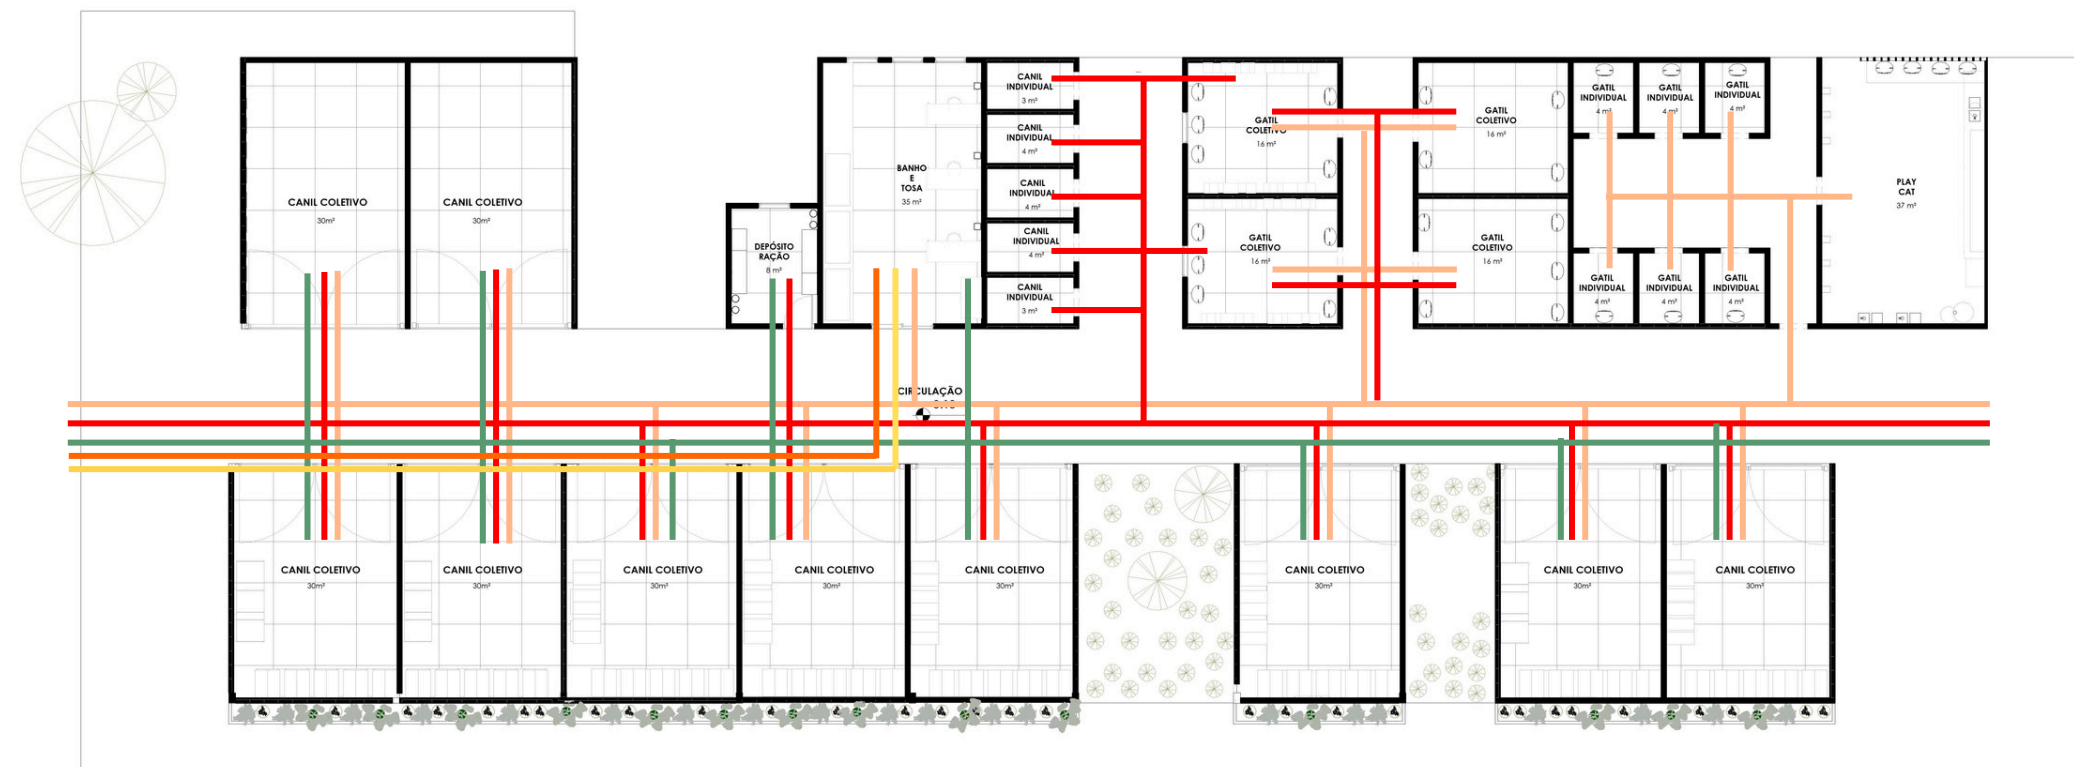 CANIL COLETIVO
30m²
CANIL COLETIVO
30m²
DEPÓSITO
RAÇÃO
8 m²
BANHO
E
TOSA
35 m²
CANIL
INDIVIDUAL
3 m²
CANIL
INDIVIDUAL
4 m²
CANIL
INDIVIDUAL
4 m²
CANIL
INDIVIDUAL
4 m²
CANIL
INDIVIDUAL
3 m²
GATIL
COLETIVO
16 m²
GATIL
COLETIVO
16 m²
GATIL
COLETIVO
16 m²
GATIL
COLETIVO
16 m²
GATIL
INDIVIDUAL
4 m²
GATIL
INDIVIDUAL
4 m²
GATIL
INDIVIDUAL
4 m²
GATIL
INDIVIDUAL
4 m²
GATIL
INDIVIDUAL
4 m²
GATIL
INDIVIDUAL
4 m²
PLAY
CAT
37 m²
CIRCULAÇÃO
CANIL COLETIVO
30m²
CANIL COLETIVO
30m²
CANIL COLETIVO
30m²
CANIL COLETIVO
30m²
CANIL COLETIVO
30m²
CANIL COLETIVO
30m²
CANIL COLETIVO
30m²
CANIL COLETIVO
30m²